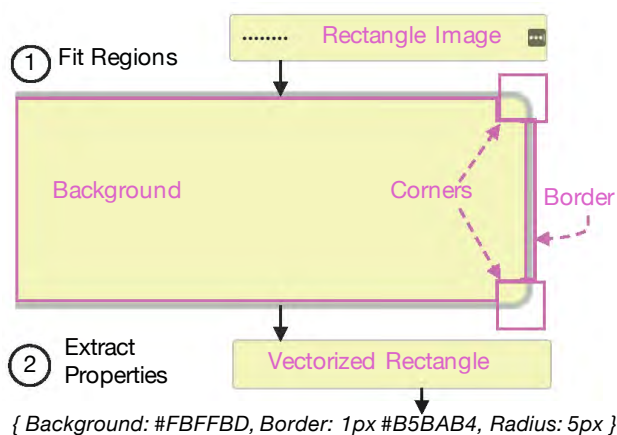 ........ Rectangle Image
1 Fit Regions
Background
Corners
Border
2 Extract
Properties
Vectorized Rectangle
{ Background: #FBFFBD, Border: 1px #B5BAB4, Radius: 5px }